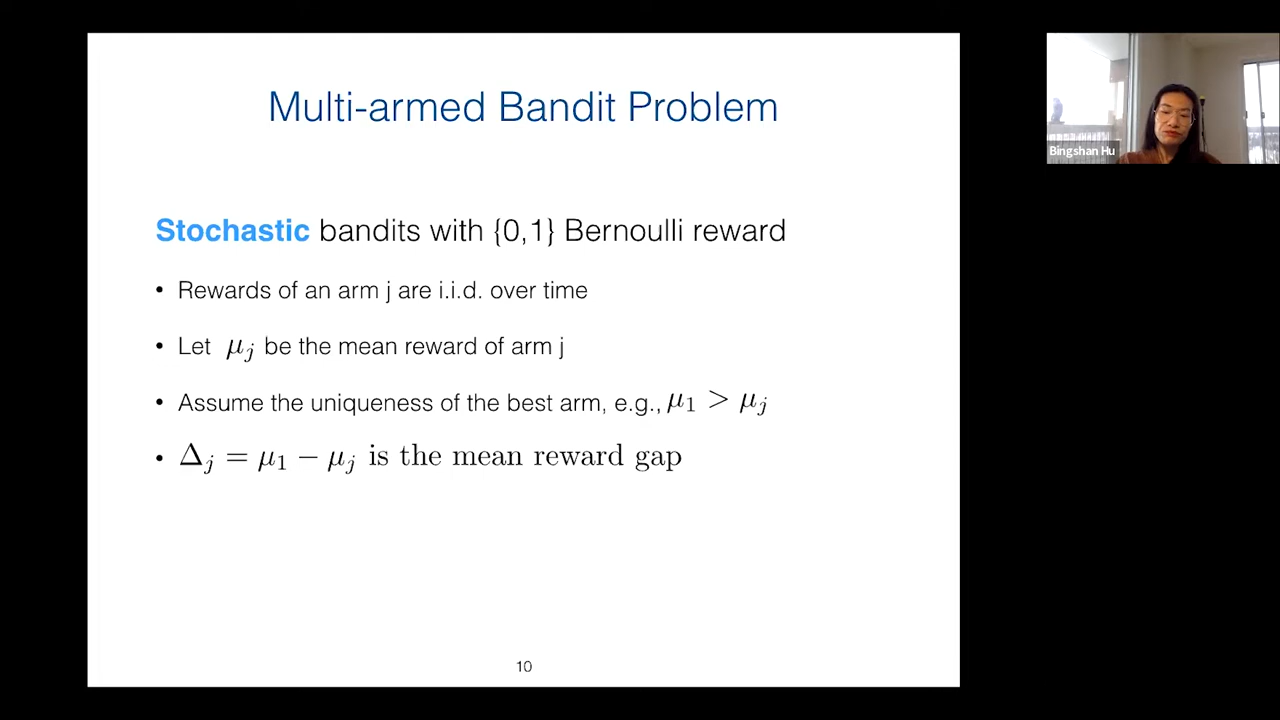 Multi-armed Bandit Problem
Stochastic bandits with {0,1} Bernoulli reward
• Rewards of an arm j are i.i.d. over time
• Let μ_j be the mean reward of arm j
• Assume the uniqueness of the best arm, e.g., μ_1 > μ_j
• Δ_j = μ_1 − μ_j is the mean reward gap
10
Bingshan Hu